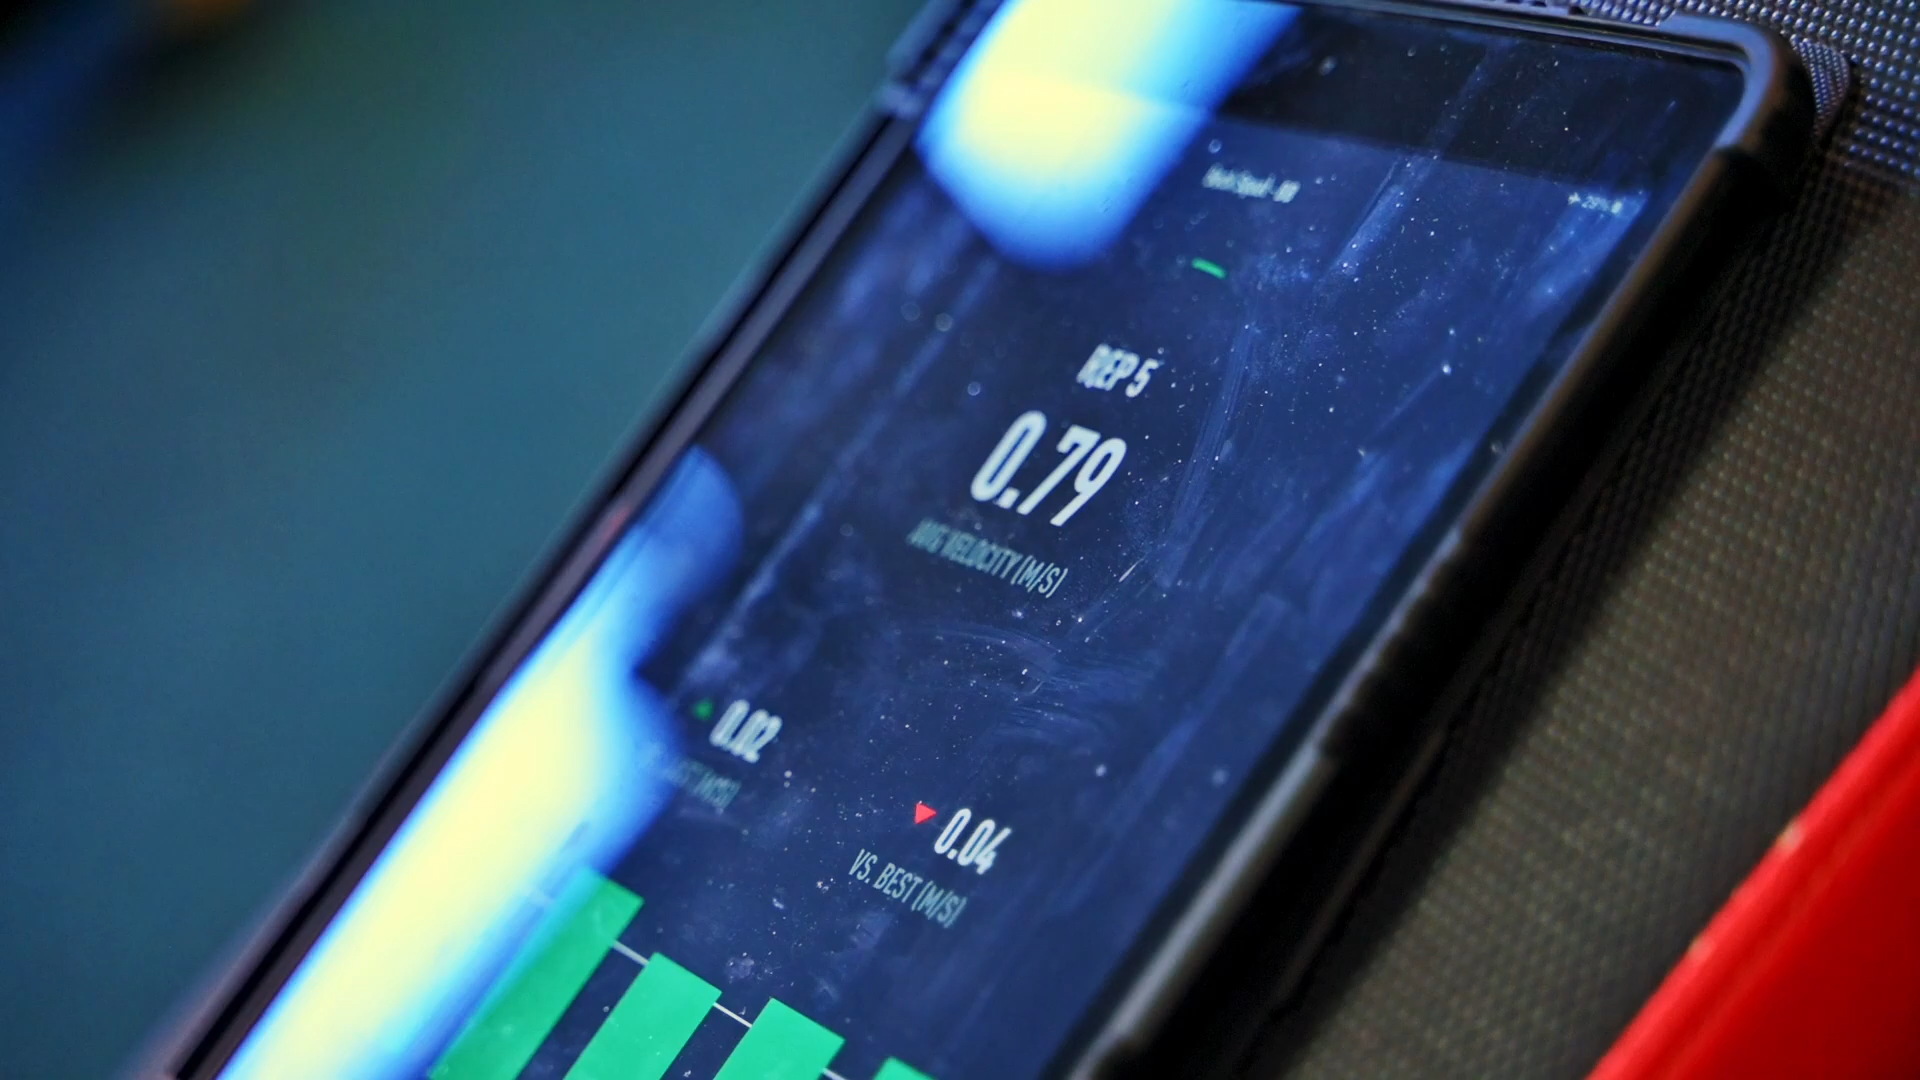 REP 5
0.79
AVG VELOCITY (M/S)
0.02
(M/S)
0.04
VS. BEST (M/S)